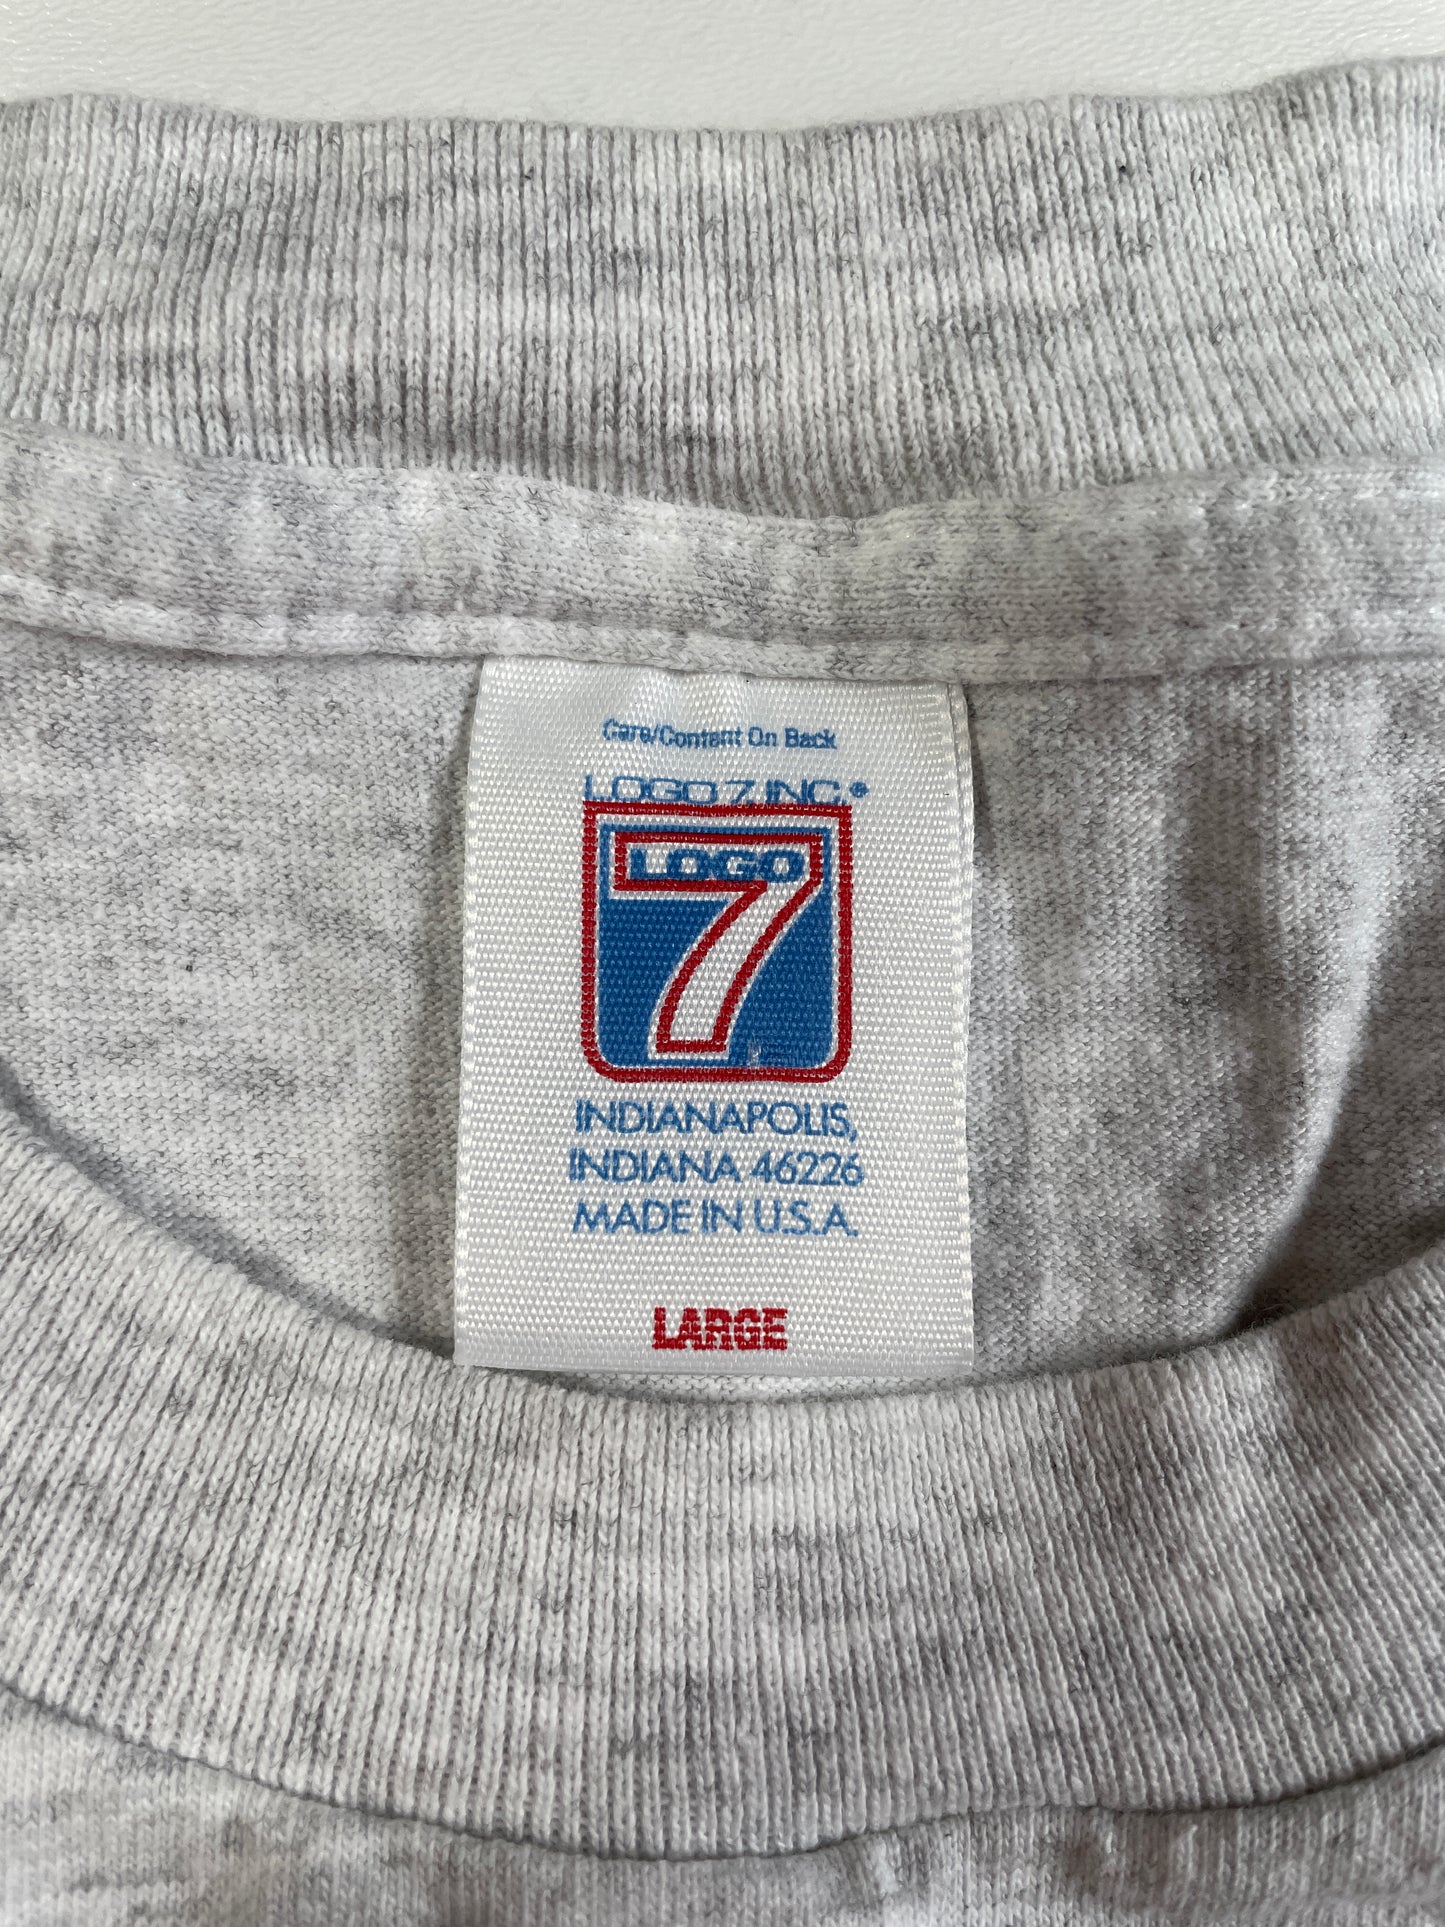 Care/Content On Back
LOGO 7, INC.®
LOGO
7
INDIANAPOLIS,
INDIANA 46226
MADE IN U.S.A.
LARGE